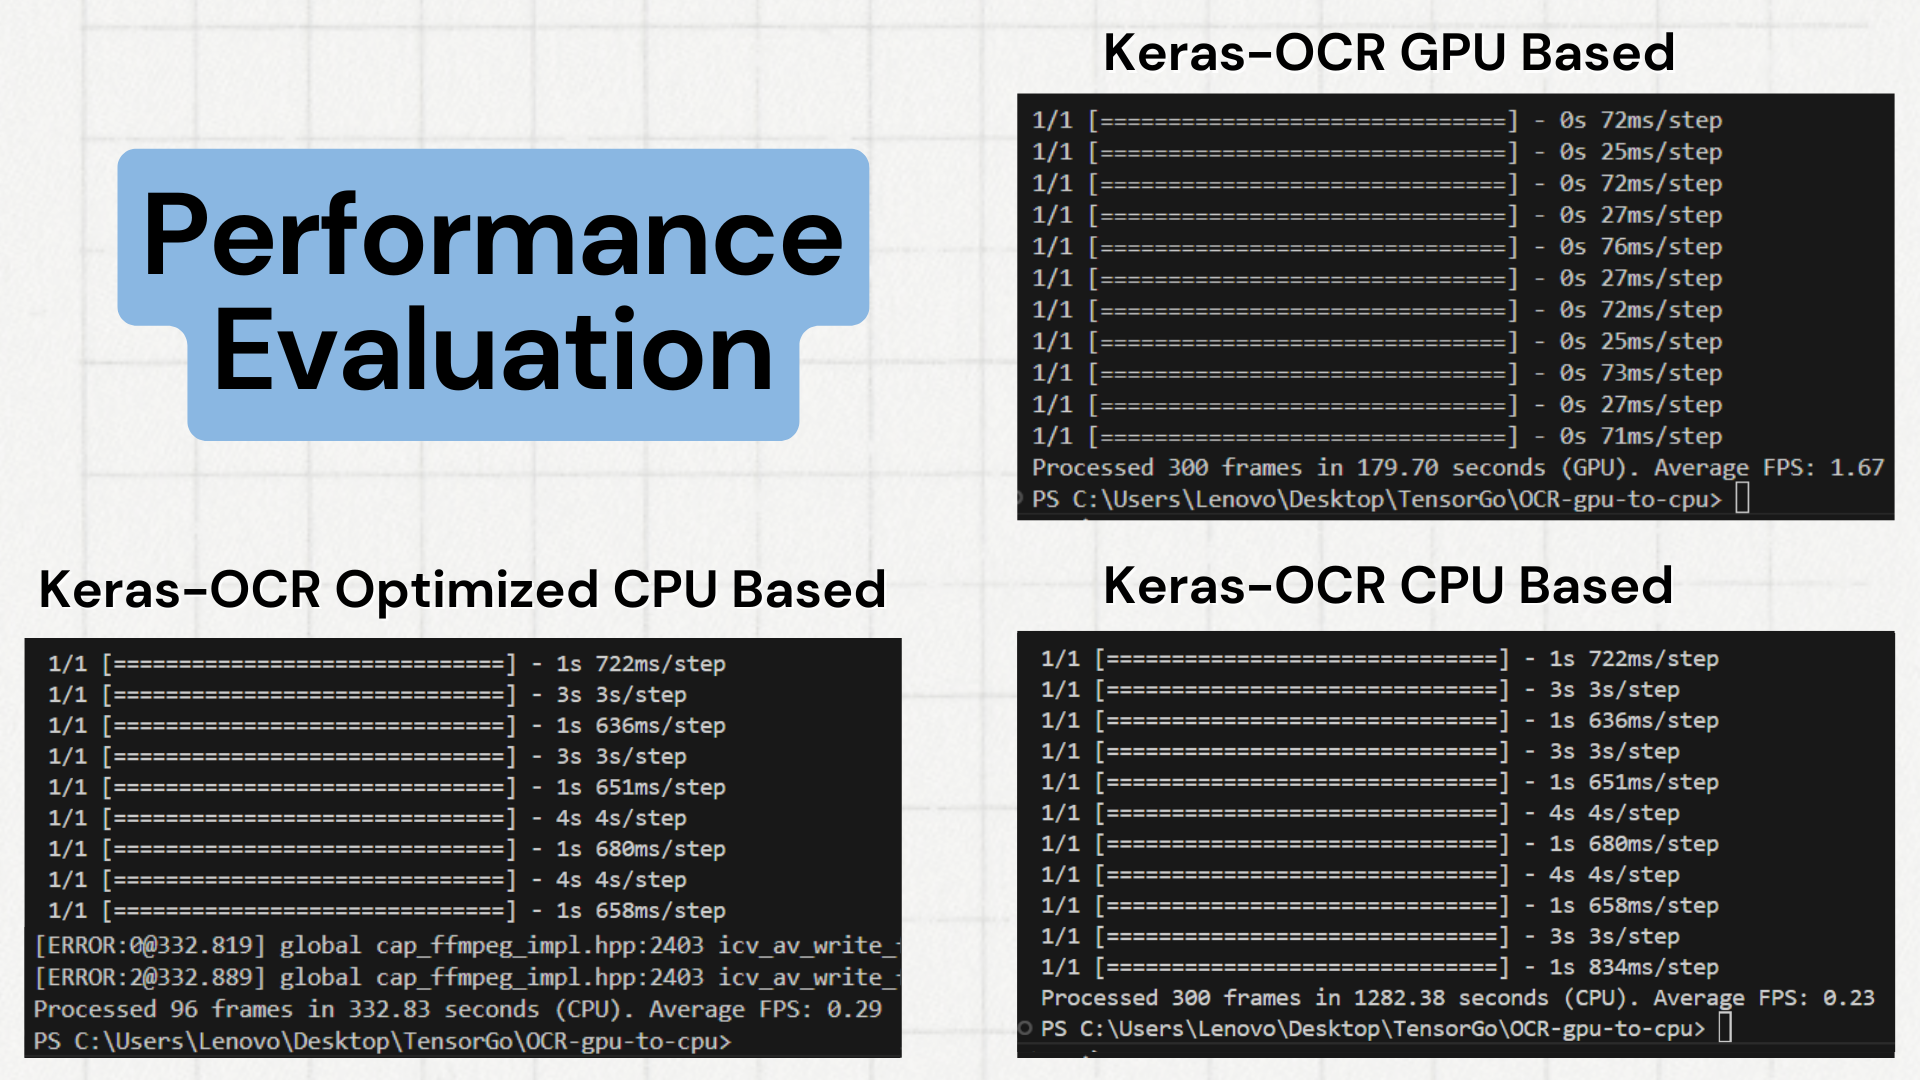 Performance
Evaluation
Keras-OCR GPU Based
1/1 [==============================] - 0s 72ms/step
1/1 [==============================] - 0s 25ms/step
1/1 [==============================] - 0s 72ms/step
1/1 [==============================] - 0s 27ms/step
1/1 [==============================] - 0s 76ms/step
1/1 [==============================] - 0s 27ms/step
1/1 [==============================] - 0s 72ms/step
1/1 [==============================] - 0s 25ms/step
1/1 [==============================] - 0s 73ms/step
1/1 [==============================] - 0s 27ms/step
1/1 [==============================] - 0s 71ms/step
Processed 300 frames in 179.70 seconds (GPU). Average FPS: 1.67
PS C:\Users\Lenovo\Desktop\TensorGo\OCR-gpu-to-cpu>
Keras-OCR Optimized CPU Based
1/1 [==============================] - 1s 722ms/step
1/1 [==============================] - 3s 3s/step
1/1 [==============================] - 1s 636ms/step
1/1 [==============================] - 3s 3s/step
1/1 [==============================] - 1s 651ms/step
1/1 [==============================] - 4s 4s/step
1/1 [==============================] - 1s 680ms/step
1/1 [==============================] - 4s 4s/step
1/1 [==============================] - 1s 658ms/step
[ERROR:0@332.819] global cap_ffmpeg_impl.hpp:2403 icv_av_write_
[ERROR:2@332.889] global cap_ffmpeg_impl.hpp:2403 icv_av_write_
Processed 96 frames in 332.83 seconds (CPU). Average FPS: 0.29
PS C:\Users\Lenovo\Desktop\TensorGo\OCR-gpu-to-cpu>
Keras-OCR CPU Based
1/1 [==============================] - 1s 722ms/step
1/1 [==============================] - 3s 3s/step
1/1 [==============================] - 1s 636ms/step
1/1 [==============================] - 3s 3s/step
1/1 [==============================] - 1s 651ms/step
1/1 [==============================] - 4s 4s/step
1/1 [==============================] - 1s 680ms/step
1/1 [==============================] - 4s 4s/step
1/1 [==============================] - 1s 658ms/step
1/1 [==============================] - 3s 3s/step
1/1 [==============================] - 1s 834ms/step
Processed 300 frames in 1282.38 seconds (CPU). Average FPS: 0.23
PS C:\Users\Lenovo\Desktop\TensorGo\OCR-gpu-to-cpu>